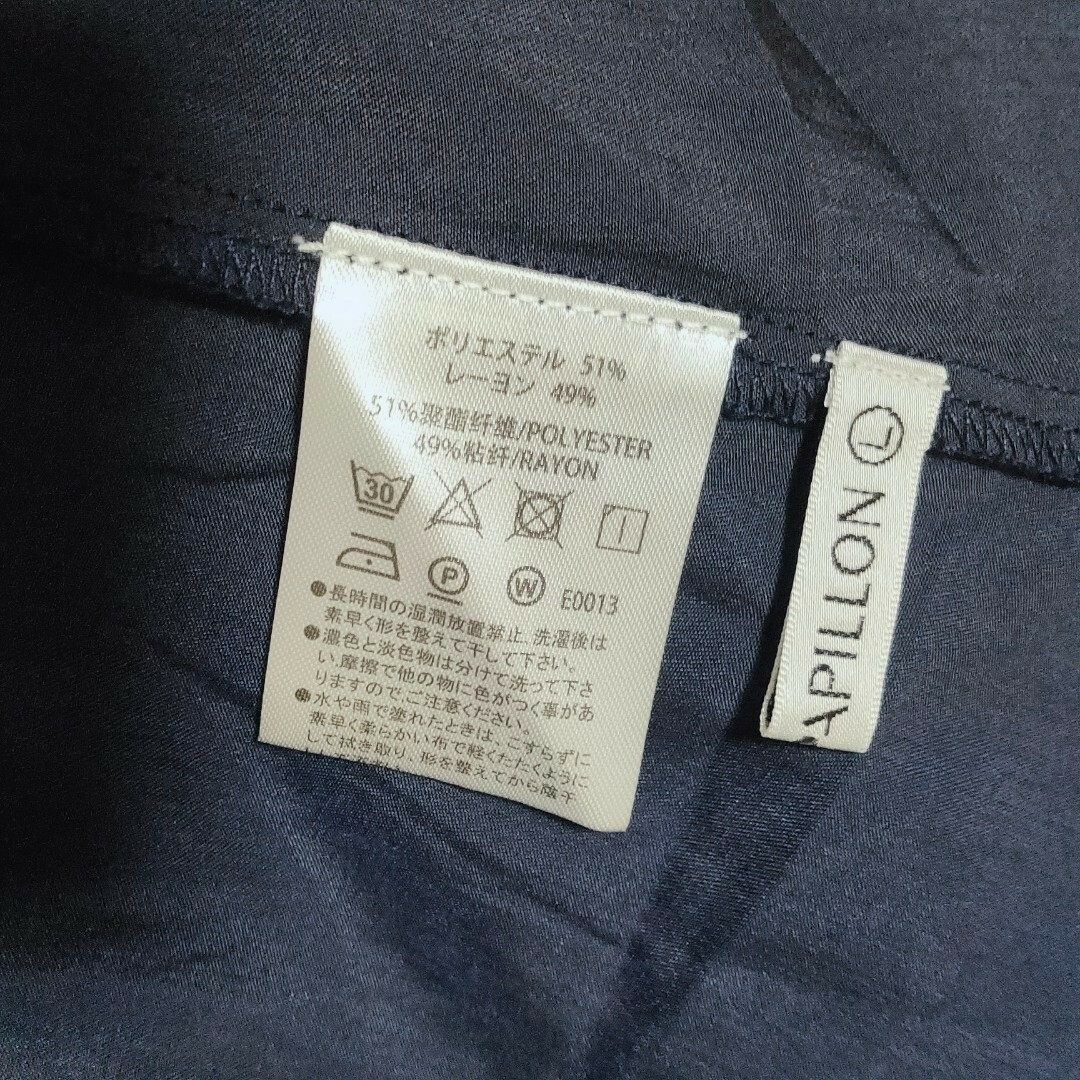 ポリエステル 51%
レーヨン 49%
51%聚酯纤维/POLYESTER
49%粘纤/RAYON
30
P W E0013
●長時間の湿潤放置禁止.洗濯後は
素早く形を整えて干して下さい.
●濃色と淡色物は分けて洗って下さ
い.摩擦で他の物に色がつく事があ
りますので.ご注意ください.
●水や雨で塗れたときは.こすらずに
蒸早く柔らかい布で軽くたたくように
して拭き取り.形を整えてから陰干
APILLON L